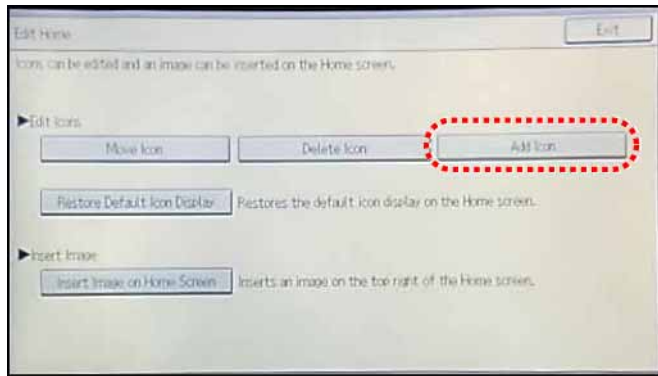 Edit Home
Exit
Icons can be edited and an image can be inserted on the Home screen.
►Edit Icons
Move Icon
Delete Icon
Add Icon
Restore Default Icon Display
Restores the default icon display on the Home screen.
►Insert Image
Insert Image on Home Screen
Inserts an image on the top right of the Home screen.